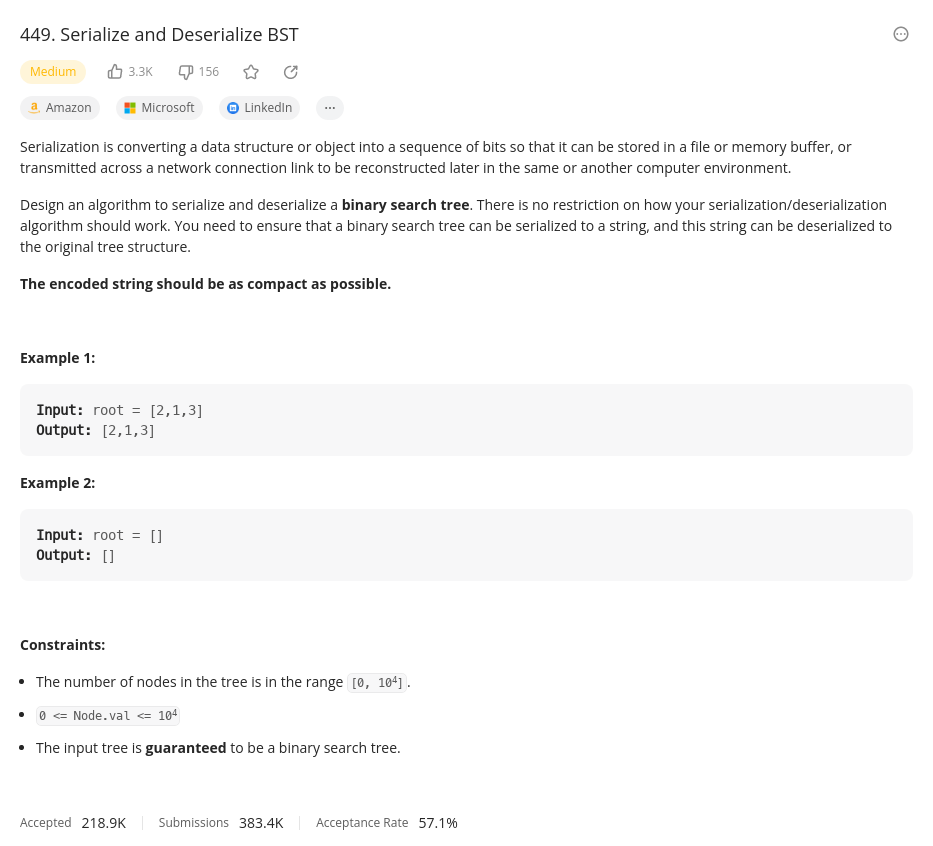 449. Serialize and Deserialize BST
Medium 3.3K 156
Amazon Microsoft LinkedIn ...
Serialization is converting a data structure or object into a sequence of bits so that it can be stored in a file or memory buffer, or
transmitted across a network connection link to be reconstructed later in the same or another computer environment.
Design an algorithm to serialize and deserialize a binary search tree. There is no restriction on how your serialization/deserialization
algorithm should work. You need to ensure that a binary search tree can be serialized to a string, and this string can be deserialized to
the original tree structure.
The encoded string should be as compact as possible.
Example 1:
Input: root = [2,1,3]
Output: [2,1,3]
Example 2:
Input: root = []
Output: []
Constraints:
• The number of nodes in the tree is in the range [0, 10⁴].
• 0 <= Node.val <= 10⁴
• The input tree is guaranteed to be a binary search tree.
Accepted 218.9K Submissions 383.4K Acceptance Rate 57.1%